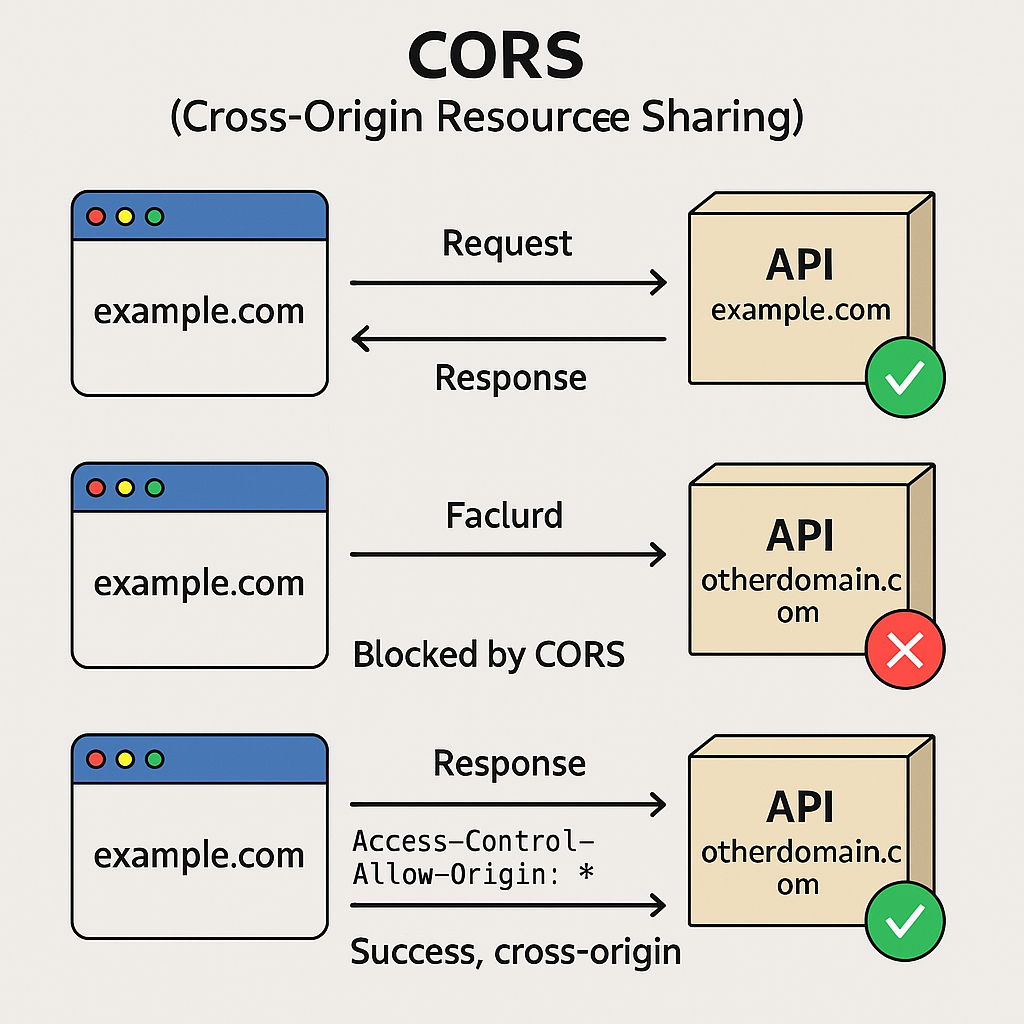 CORS
(Cross-Origin Resourcee Sharing)
example.com
Request
Response
API
example.com
example.com
Faclurd
Blocked by CORS
API
otherdomain.c
om
example.com
Response
Access-Control-
Allow-Origin: *
Success, cross-origin
API
otherdomain.c
om